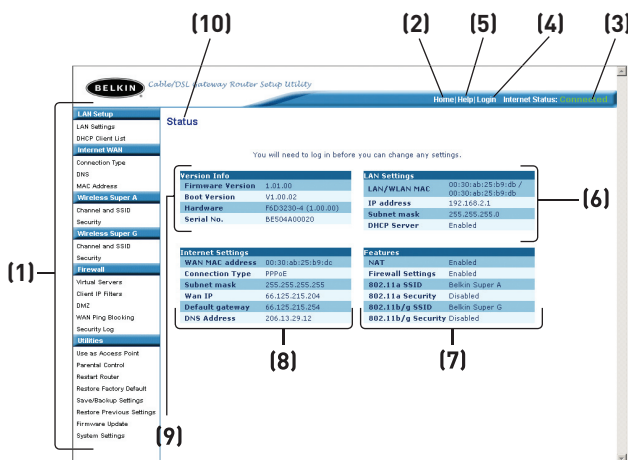 (10) (2) (5) (4) (3)
BELKIN Cable/DSL Gateway Router Setup Utility
Home|Help|Login Internet Status: Connected
LAN Setup
LAN Settings
DHCP Client List
Internet WAN
Connection Type
DNS
MAC Address
Wireless Super A
Channel and SSID
Security
Wireless Super G
Channel and SSID
Security
Firewall
Virtual Servers
Client IP Filters
DMZ
WAN Ping Blocking
Security Log
Utilities
Use as Access Point
Parental Control
Restart Router
Restore Factory Default
Save/Backup Settings
Restore Previous Settings
Firmware Update
System Settings
(1)
Status
You will need to log in before you can change any settings.
Version Info
Firmware Version 1.01.00
Boot Version V1.00.02
Hardware F6D3230-4 (1.00.00)
Serial No. BE504A00020
(9)
LAN Settings
LAN/WLAN MAC 00:30:ab:25:b9:db /
00:30:ab:25:b9:db
IP address 192.168.2.1
Subnet mask 255.255.255.0
DHCP Server Enabled
(6)
Internet Settings
WAN MAC address 00:30:ab:25:b9:dc
Connection Type PPPoE
Subnet mask 255.255.255.255
Wan IP 66.125.215.204
Default gateway 66.125.215.254
DNS Address 206.13.29.12
(8)
Features
NAT Enabled
Firewall Settings Enabled
802.11a SSID Belkin Super A
802.11a Security Disabled
802.11b/g SSID Belkin Super G
802.11b/g Security Disabled
(7)